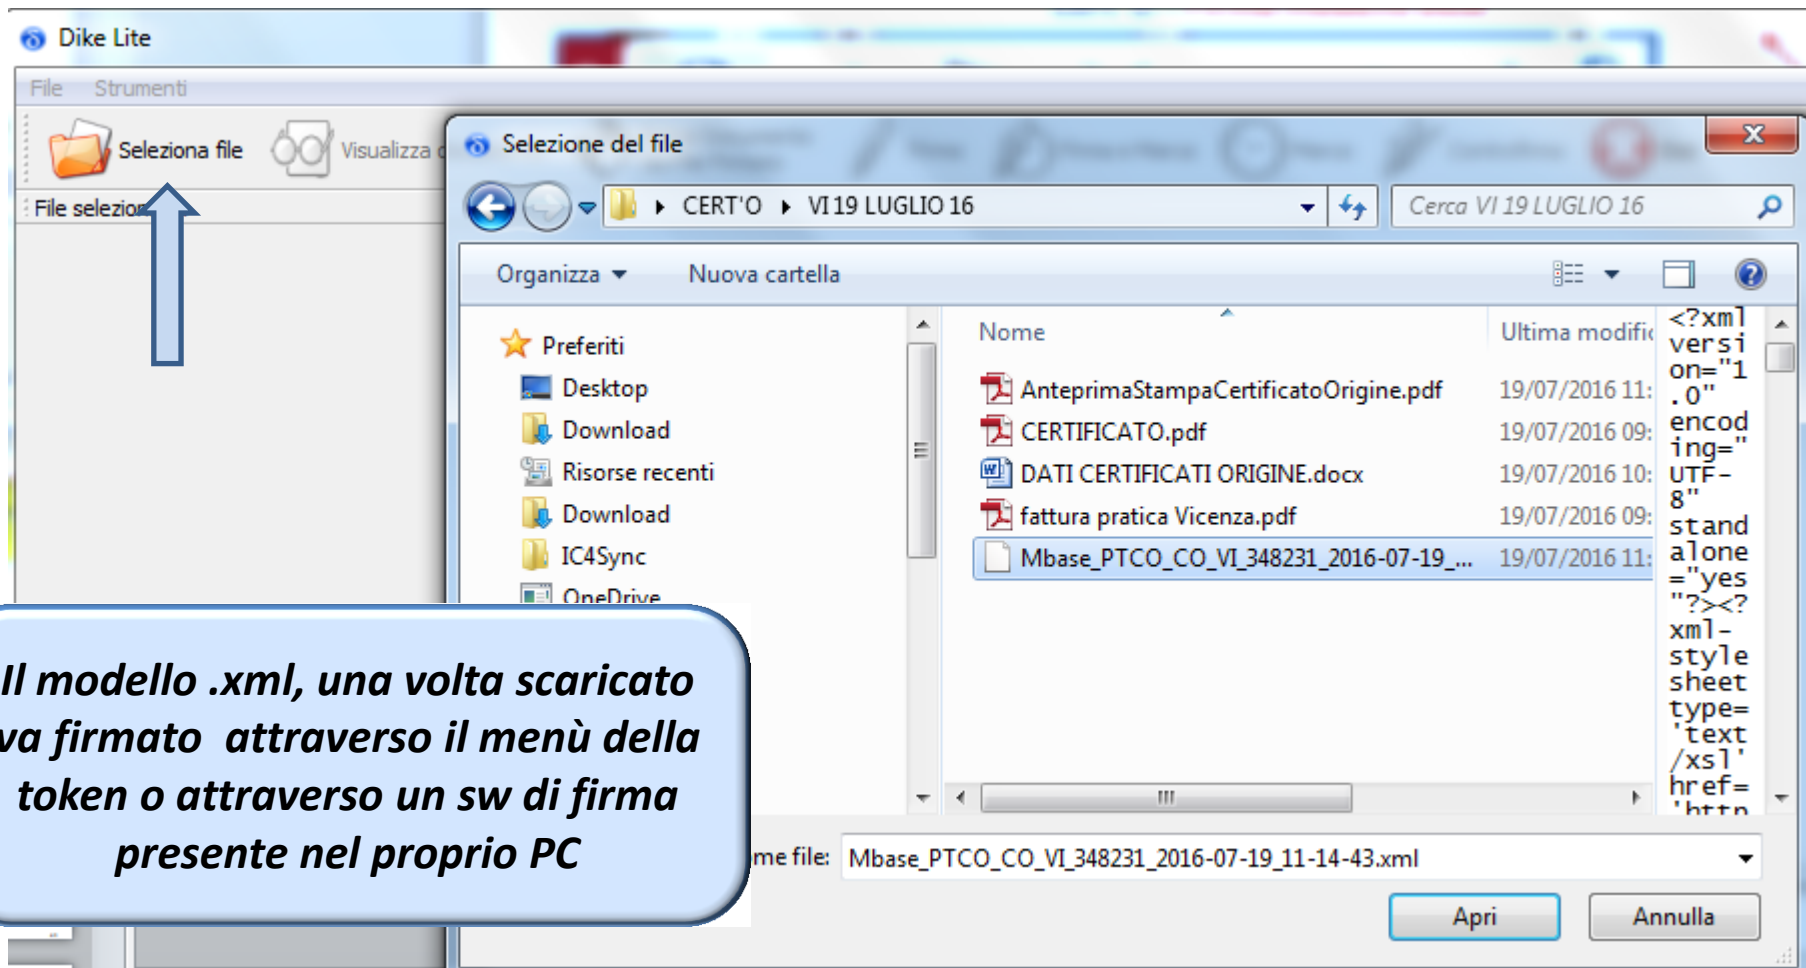 Dike Lite
File Strumenti
Seleziona file Visualizza
File selezion
Selezione del file
CERT'O VI 19 LUGLIO 16
Cerca VI 19 LUGLIO 16
Organizza Nuova cartella
Preferiti
Desktop
Download
Risorse recenti
Download
IC4Sync
OneDrive
Nome Ultima modific
AnteprimaStampaCertificatoOrigine.pdf 19/07/2016 11:
CERTIFICATO.pdf 19/07/2016 09:
DATI CERTIFICATI ORIGINE.docx 19/07/2016 10:
fattura pratica Vicenza.pdf 19/07/2016 09:
Mbase_PTCO_CO_VI_348231_2016-07-19_... 19/07/2016 11:
<?xml
versi
on="1
.0"
encod
ing="
UTF-
8"
stand
alone
="yes
"?><?
xml-
style
sheet
type=
'text
/xsl'
href=
'http
Il modello .xml, una volta scaricato
va firmato attraverso il menù della
token o attraverso un sw di firma
presente nel proprio PC
me file: Mbase_PTCO_CO_VI_348231_2016-07-19_11-14-43.xml
Apri Annulla